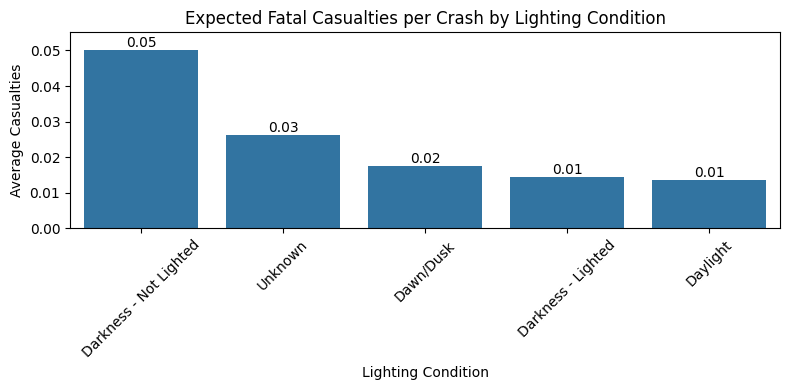 Expected Fatal Casualties per Crash by Lighting Condition
Average Casualties
0.05
0.04
0.03
0.02
0.01
0.00
0.05
0.03
0.02
0.01
0.01
Darkness - Not Lighted
Unknown
Dawn/Dusk
Darkness - Lighted
Daylight
Lighting Condition